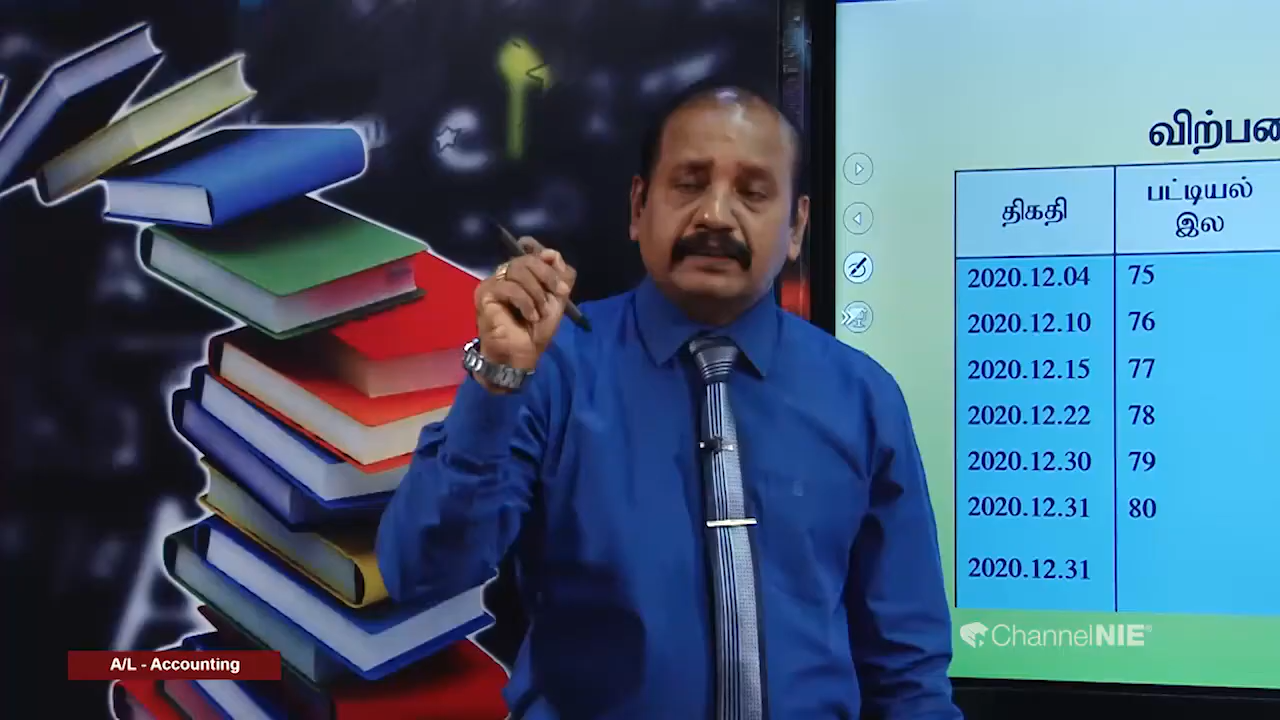 திகதி
பட்டியல்
இல
2020.12.04 75
2020.12.10 76
2020.12.15 77
2020.12.22 78
2020.12.30 79
2020.12.31 80
2020.12.31
ChannelNIE
A/L - Accounting